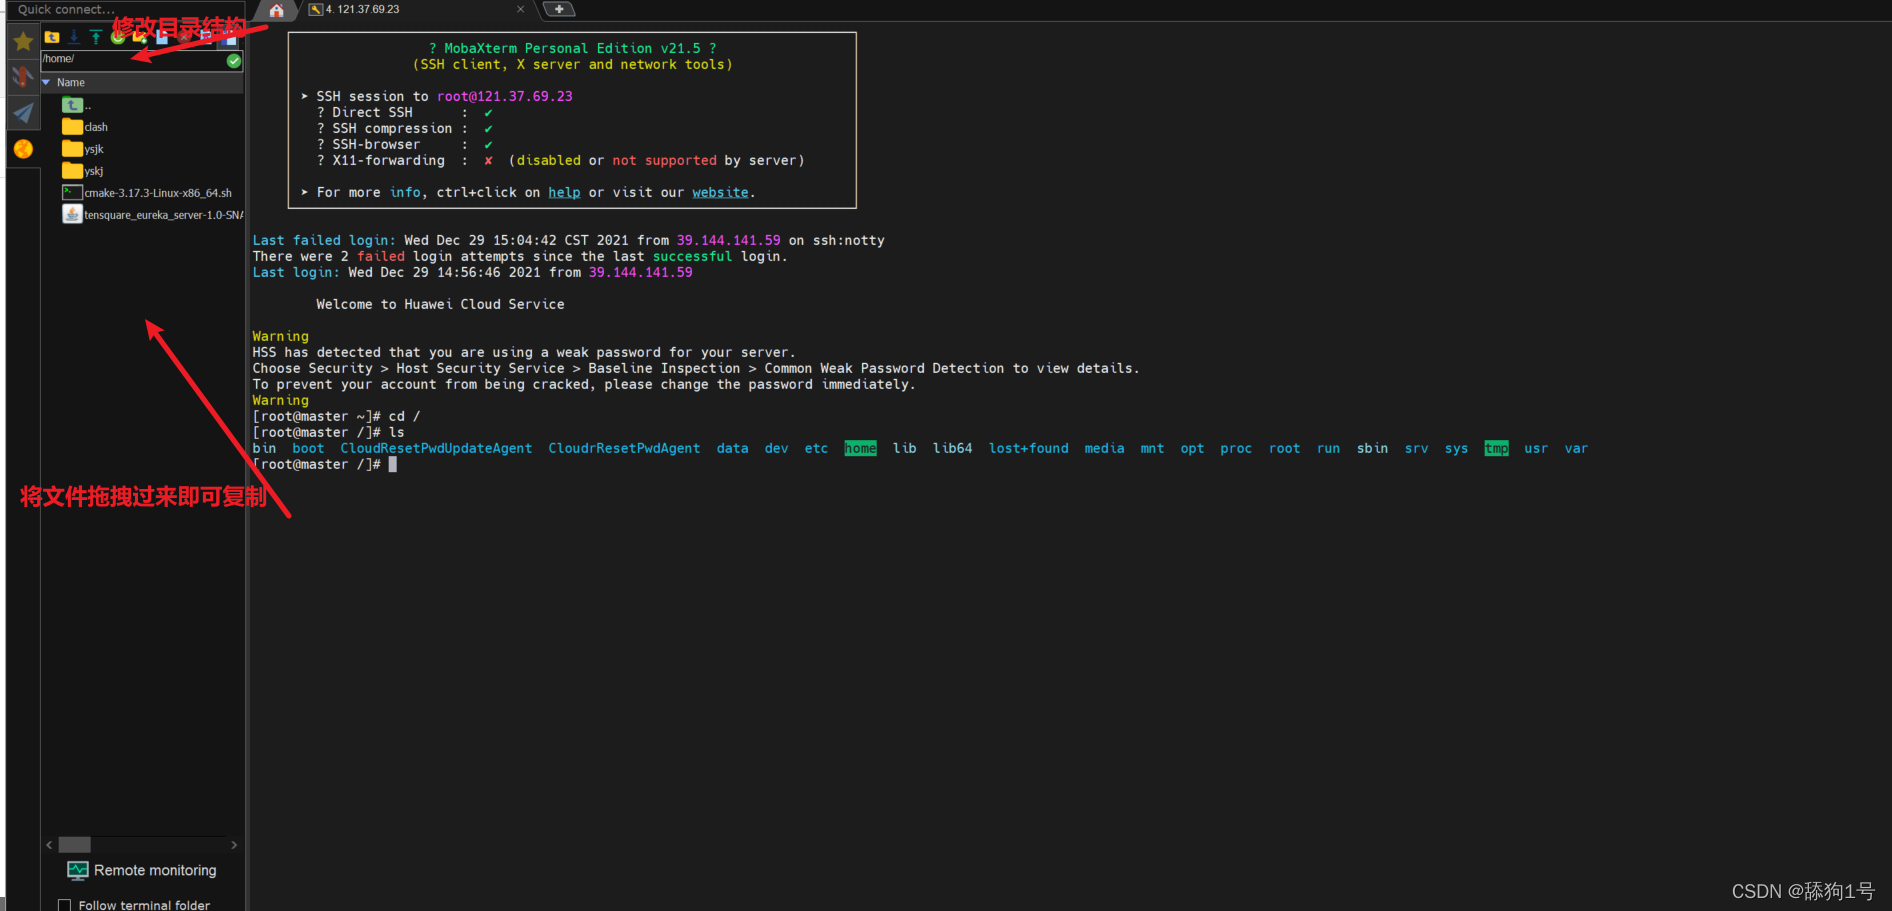 Quick connect...
4. 121.37.69.23
修改目录结构
/home/
Name
..
clash
ysjk
yskj
cmake-3.17.3-Linux-x86_64.sh
tensquare_eureka_server-1.0-SNA
? MobaXterm Personal Edition v21.5 ?
(SSH client, X server and network tools)
➤ SSH session to root@121.37.69.23
? Direct SSH : ✔
? SSH compression : ✔
? SSH-browser : ✔
? X11-forwarding : ✘ (disabled or not supported by server)
➤ For more info, ctrl+click on help or visit our website.
Last failed login: Wed Dec 29 15:04:42 CST 2021 from 39.144.141.59 on ssh:notty
There were 2 failed login attempts since the last successful login.
Last login: Wed Dec 29 14:56:46 2021 from 39.144.141.59
Welcome to Huawei Cloud Service
Warning
HSS has detected that you are using a weak password for your server.
Choose Security > Host Security Service > Baseline Inspection > Common Weak Password Detection to view details.
To prevent your account from being cracked, please change the password immediately.
Warning
[root@master ~]# cd /
[root@master /]# ls
bin boot CloudResetPwdUpdateAgent CloudrResetPwdAgent data dev etc home lib lib64 lost+found media mnt opt proc root run sbin srv sys tmp usr var
[root@master /]#
将文件拖拽过来即可复制
Remote monitoring
Follow terminal folder
CSDN @舔狗1号